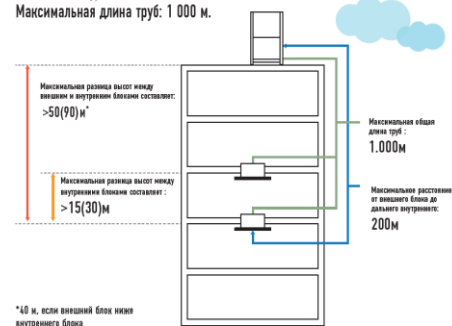 Максимальная длина труб: 1 000 м.
Максимальная разница высот между
внешним и внутренним блоками составляет:
>50(90)м*
Максимальная разница высот между
внутренними блоками составляет :
>15(30)м
Максимальная общая
длина труб :
1.000м
Максимальное расстояние
от внешнего блока до
дальнего внутреннего:
200м
*40 м, если внешний блок ниже
внутреннего блока